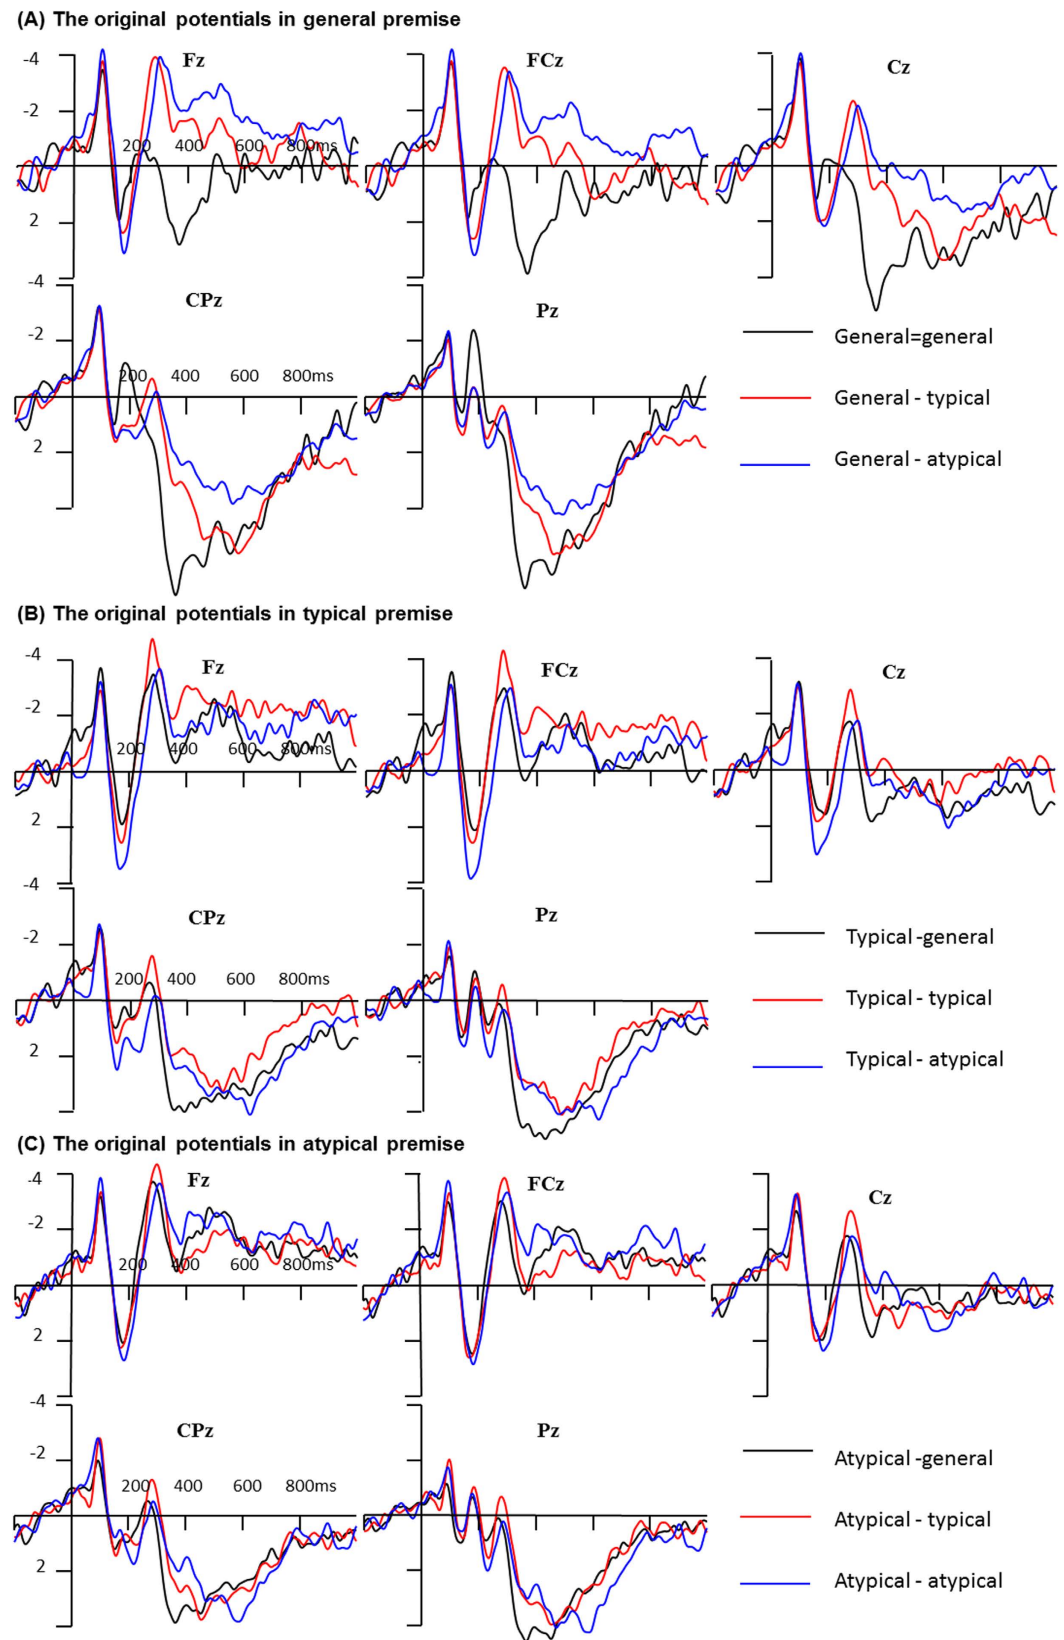 (A) The original potentials in general premise
-4 Fz FCz Cz
-2
200 400 600 800ms
2
-4
CPz Pz
-2
General=general
200 400 600 800ms
General - typical
2
General - atypical
(B) The original potentials in typical premise
-4 Fz FCz Cz
-2
200 400 600 800ms
2
-4
CPz Pz
-2
Typical -general
200 400 600 800ms
Typical - typical
2
Typical - atypical
(C) The original potentials in atypical premise
-4 Fz FCz Cz
-2
200 400 600 800ms
2
-4
CPz Pz
-2
Atypical -general
200 400 600 800ms
Atypical - typical
2
Atypical - atypical